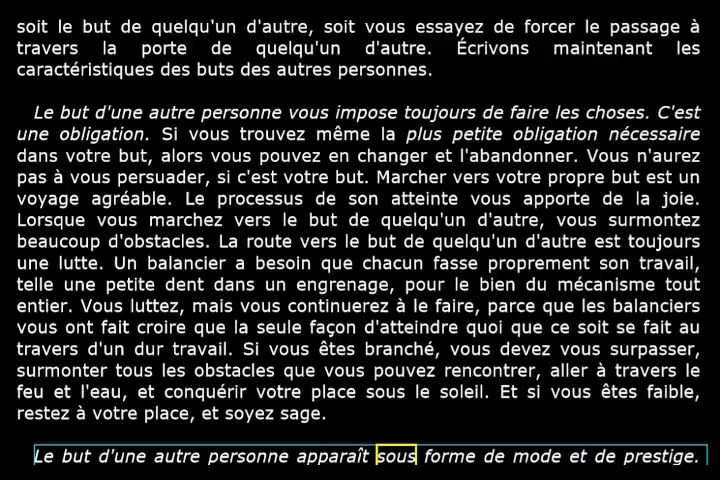 soit le but de quelqu'un d'autre, soit vous essayez de forcer le passage à
travers la porte de quelqu'un d'autre. Écrivons maintenant les
caractéristiques des buts des autres personnes.
Le but d'une autre personne vous impose toujours de faire les choses. C'est
une obligation. Si vous trouvez même la plus petite obligation nécessaire
dans votre but, alors vous pouvez en changer et l'abandonner. Vous n'aurez
pas à vous persuader, si c'est votre but. Marcher vers votre propre but est un
voyage agréable. Le processus de son atteinte vous apporte de la joie.
Lorsque vous marchez vers le but de quelqu'un d'autre, vous surmontez
beaucoup d'obstacles. La route vers le but de quelqu'un d'autre est toujours
une lutte. Un balancier a besoin que chacun fasse proprement son travail,
telle une petite dent dans un engrenage, pour le bien du mécanisme tout
entier. Vous luttez, mais vous continuerez à le faire, parce que les balanciers
vous ont fait croire que la seule façon d'atteindre quoi que ce soit se fait au
travers d'un dur travail. Si vous êtes branché, vous devez vous surpasser,
surmonter tous les obstacles que vous pouvez rencontrer, aller à travers le
feu et l'eau, et conquérir votre place sous le soleil. Et si vous êtes faible,
restez à votre place, et soyez sage.
Le but d'une autre personne apparaît sous forme de mode et de prestige.